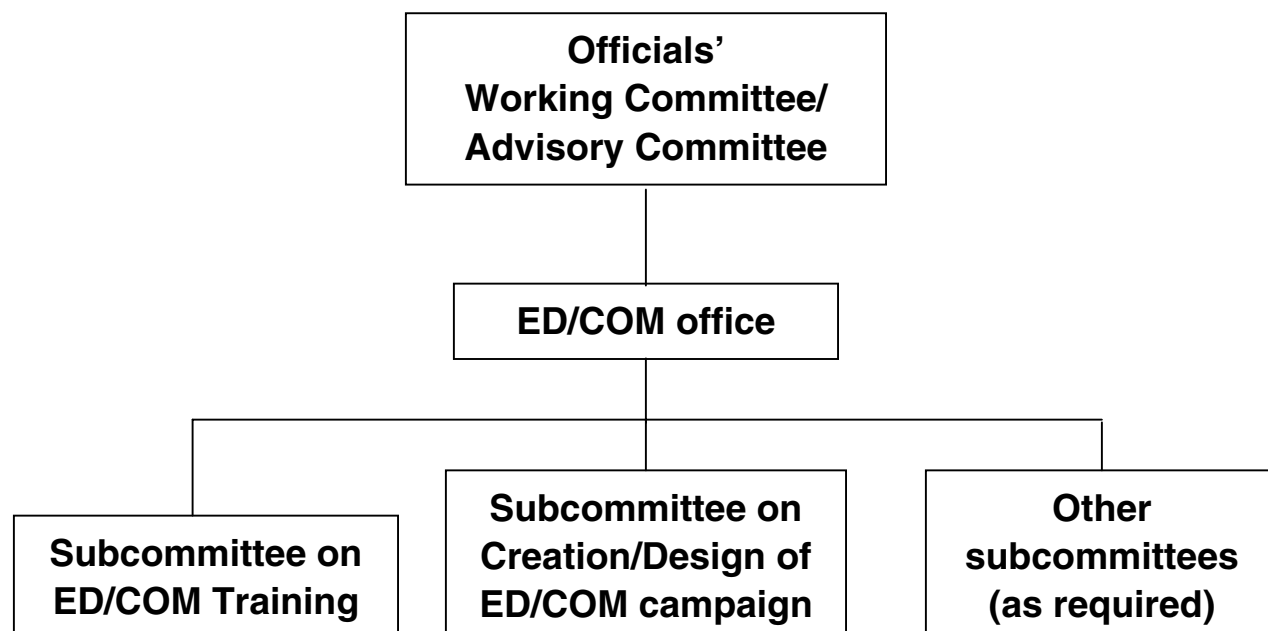 Officials’
Working Committee/
Advisory Committee
ED/COM office
Subcommittee on
ED/COM Training
Subcommittee on
Creation/Design of
ED/COM campaign
Other
subcommittees
(as required)